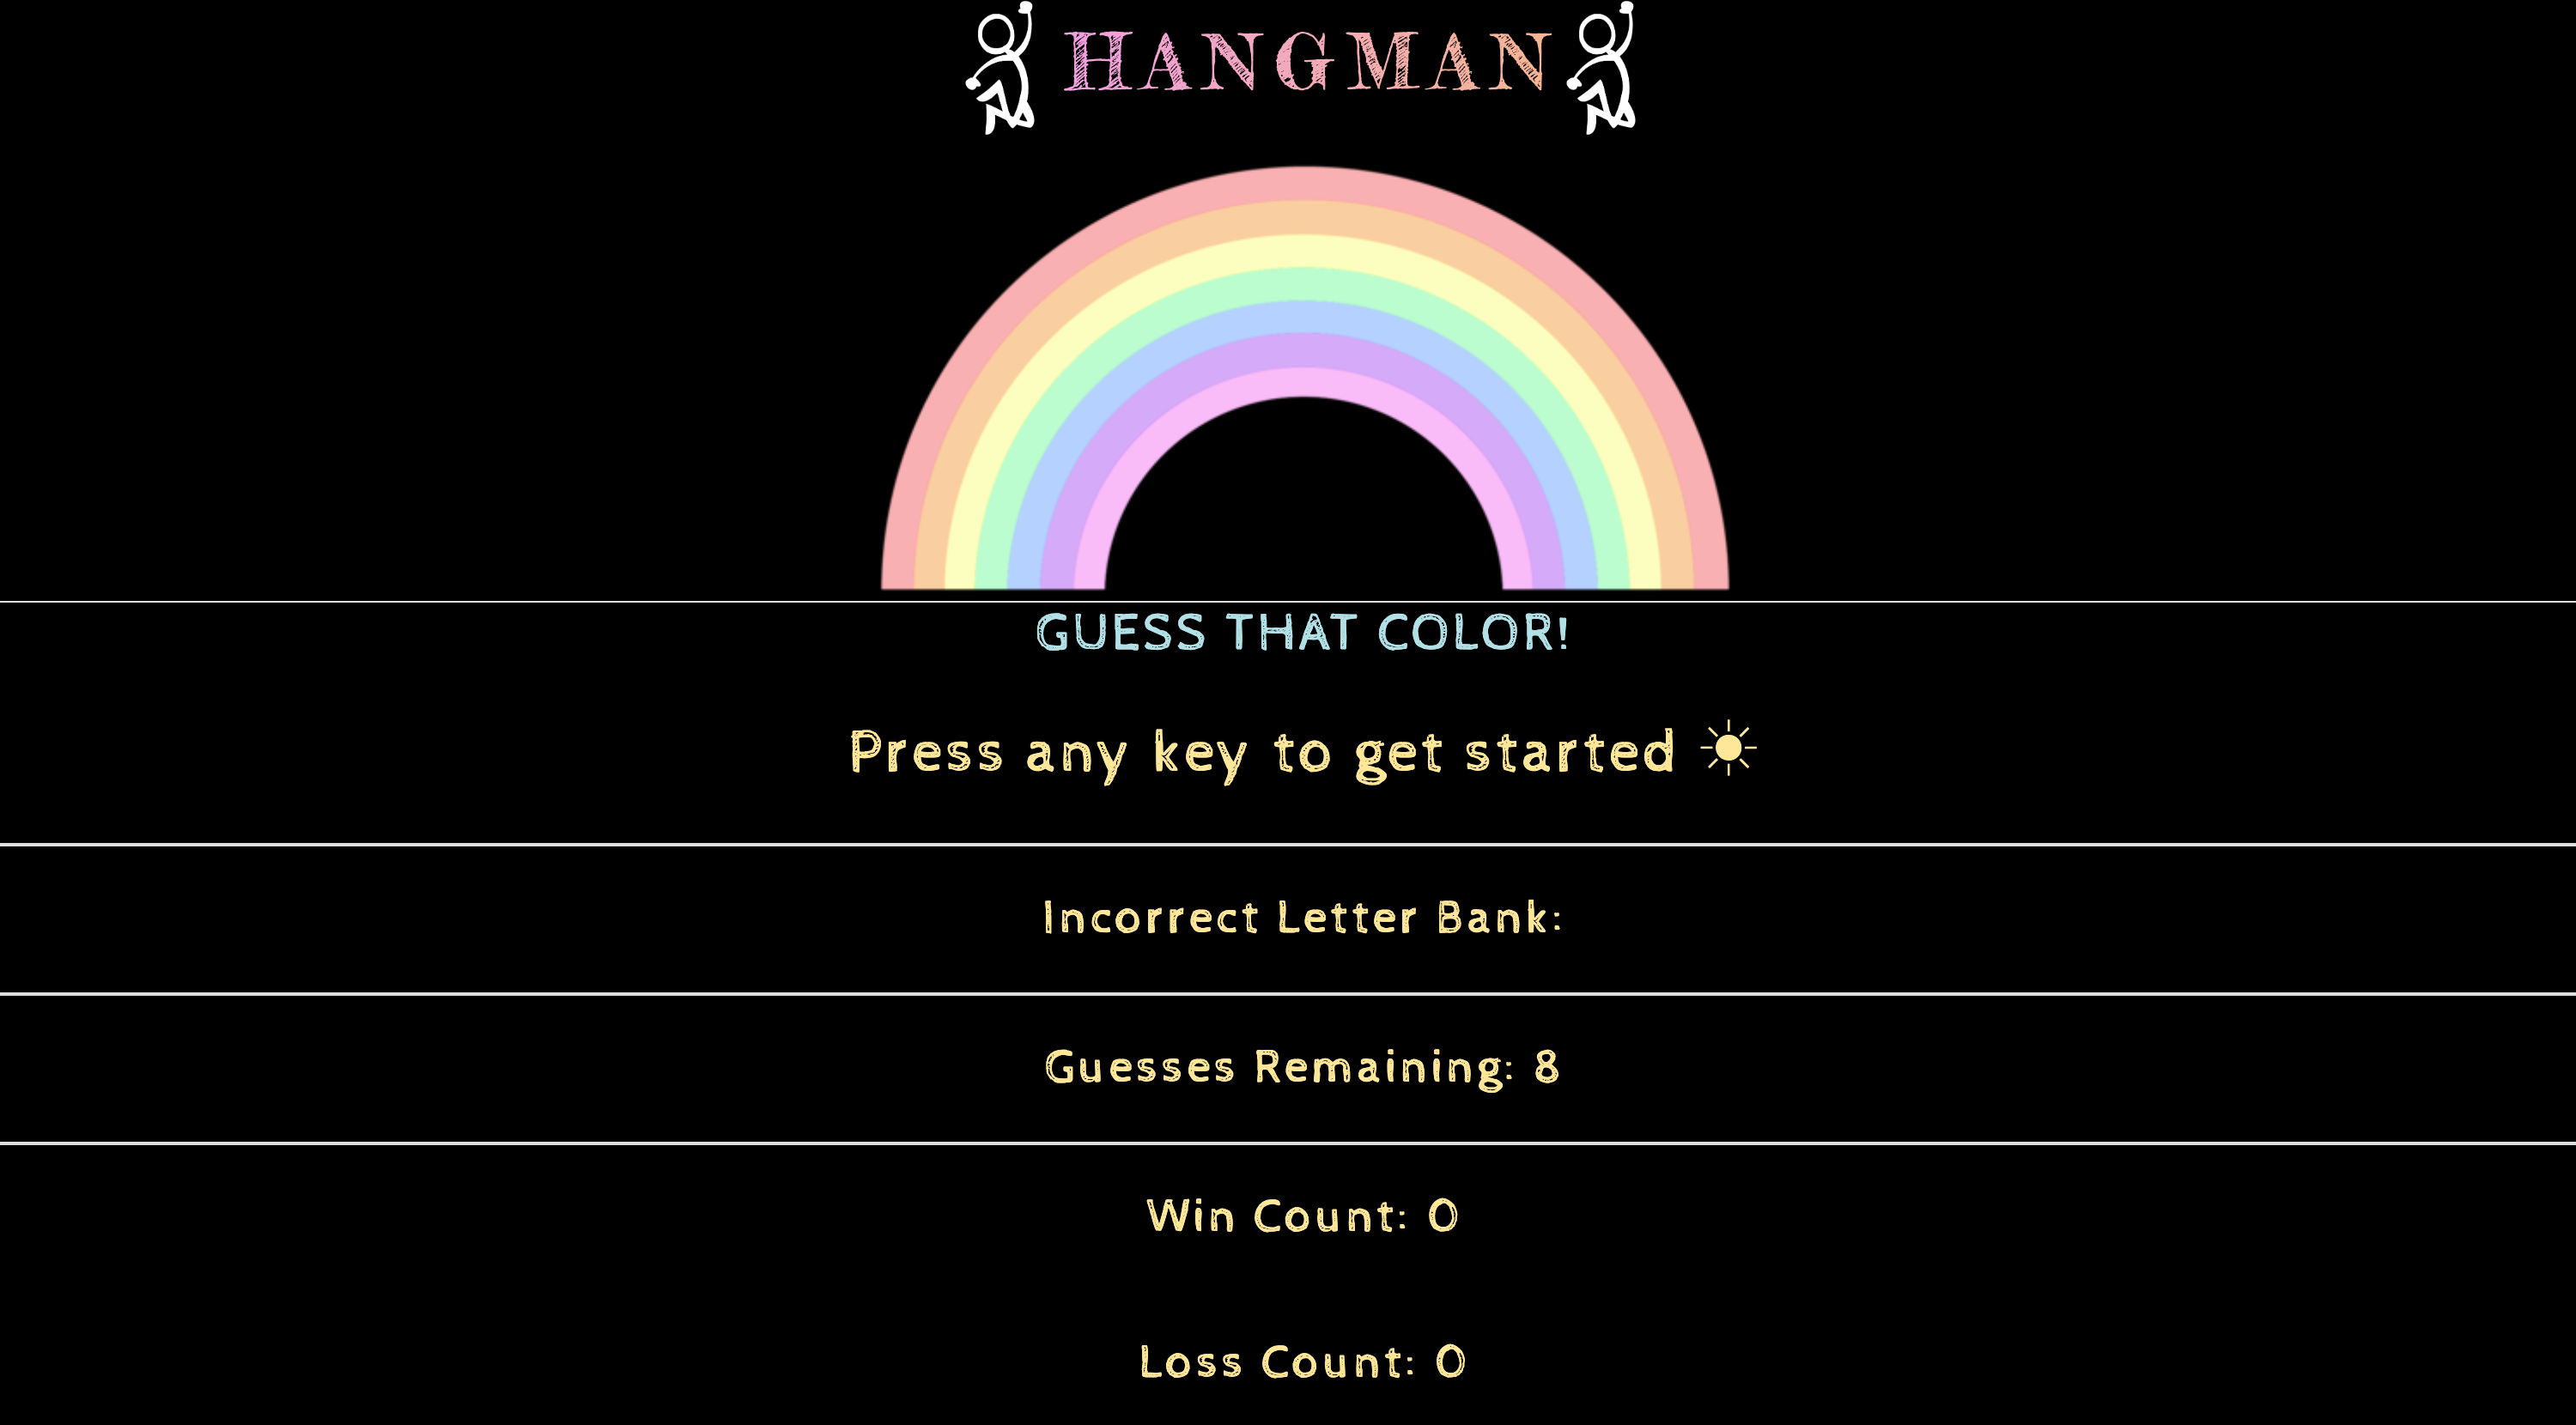 HANGMAN
GUESS THAT COLOR!
Press any key to get started ☀
Incorrect Letter Bank:
Guesses Remaining: 8
Win Count: 0
Loss Count: 0